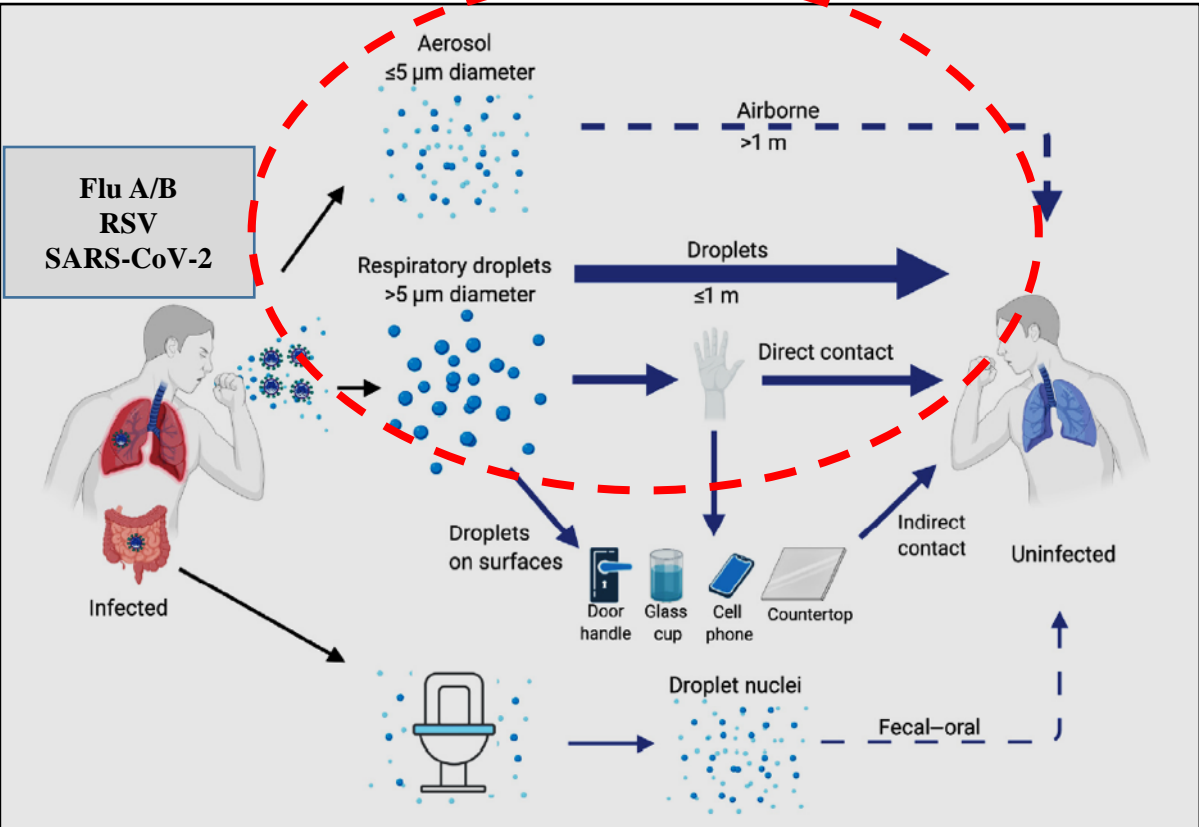 Aerosol
≤5 μm diameter
Airborne
>1 m
Flu A/B
RSV
SARS-CoV-2
Respiratory droplets
>5 μm diameter
Droplets
≤1 m
Direct contact
Droplets
on surfaces
Indirect
contact
Uninfected
Infected
Door
handle
Glass
cup
Cell
phone
Countertop
Droplet nuclei
Fecal–oral